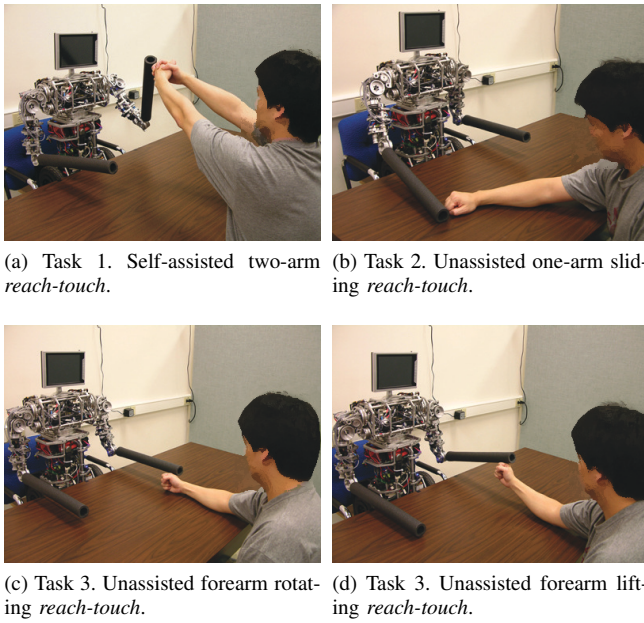 (a) Task 1. Self-assisted two-arm
reach-touch.
(b) Task 2. Unassisted one-arm slid-
ing reach-touch.
(c) Task 3. Unassisted forearm rotat-
ing reach-touch.
(d) Task 3. Unassisted forearm lift-
ing reach-touch.